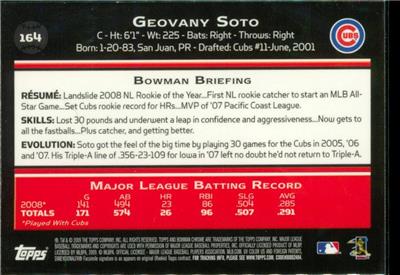 GEOVANY SOTO
164
C - Ht: 6'1" - Wt: 225 - Bats: Right - Throws: Right
Born: 1-20-83, San Juan, PR - Drafted: Cubs #11-June, 2001
CUBS
BOWMAN BRIEFING
RÉSUMÉ: Landslide 2008 NL Rookie of the Year...First NL rookie catcher to start an MLB All-
Star Game...Set Cubs rookie record for HRs...MVP of '07 Pacific Coast League.
SKILLS: Lost 30 pounds and underwent a leap in confidence and aggressiveness...Now gets to
all the fastballs...Plus catcher, and getting better.
EVOLUTION: Soto got the feel of the big time by playing 30 games for the Cubs in 2005, '06
and '07. His Triple-A line of .356-23-109 for Iowa in '07 left no doubt he'd not return to Triple-A.
MAJOR LEAGUE BATTING RECORD
G AB HR RBI SLG AVG
2008* 141 494 23 86 .504 .285
TOTALS 171 574 26 96 .507 .291
*Played With Cubs
Topps